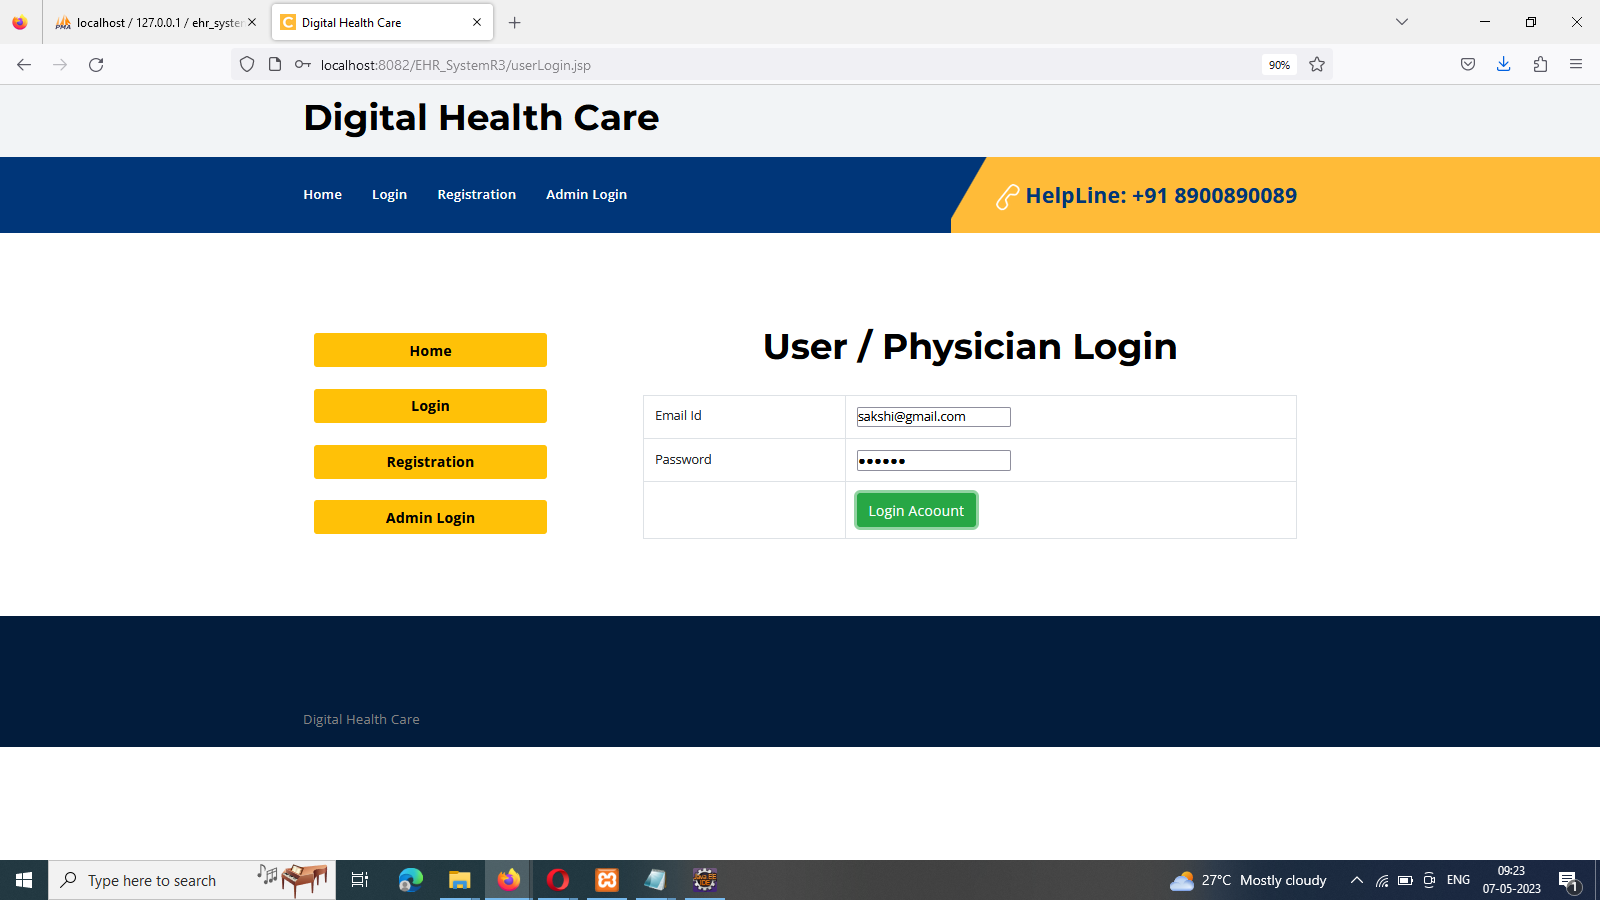 localhost / 127.0.0.1 / ehr_syster
Digital Health Care
localhost:8082/EHR_SystemR3/userLogin.jsp
90%
Digital Health Care
Home
Login
Registration
Admin Login
HelpLine: +91 8900890089
Home
Login
Registration
Admin Login
User / Physician Login
Email Id
sakshi@gmail.com
Password
••••••
Login Acoount
Digital Health Care
Type here to search
27°C Mostly cloudy
ENG
09:23
07-05-2023
1